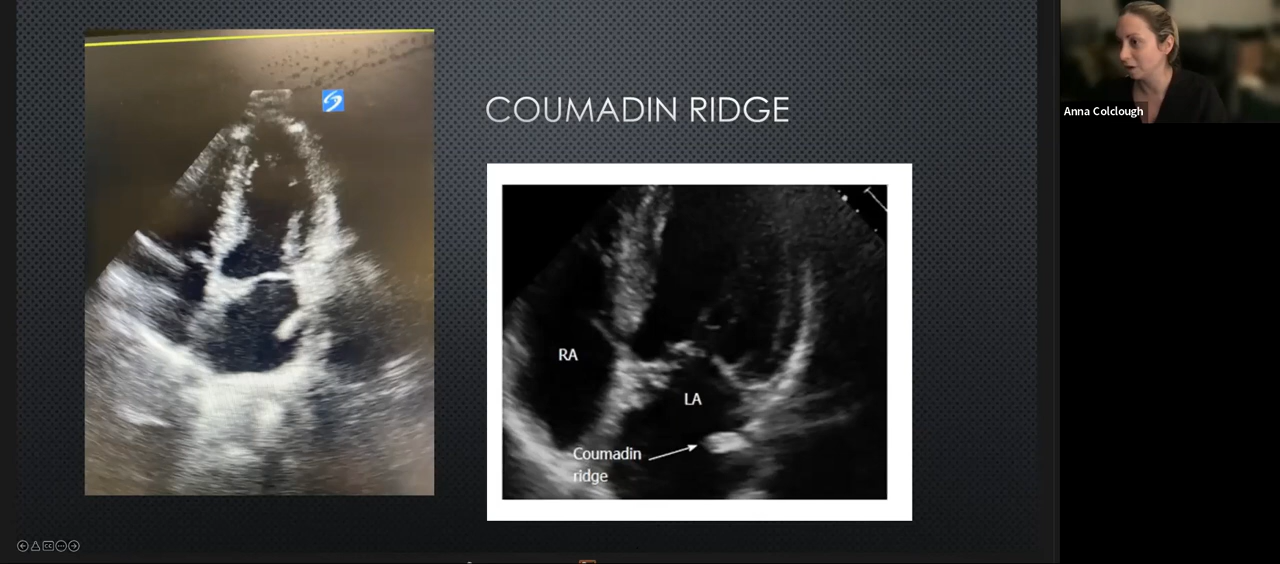 COUMADIN RIDGE
RA
LA
Coumadin
ridge
Anna Colclough